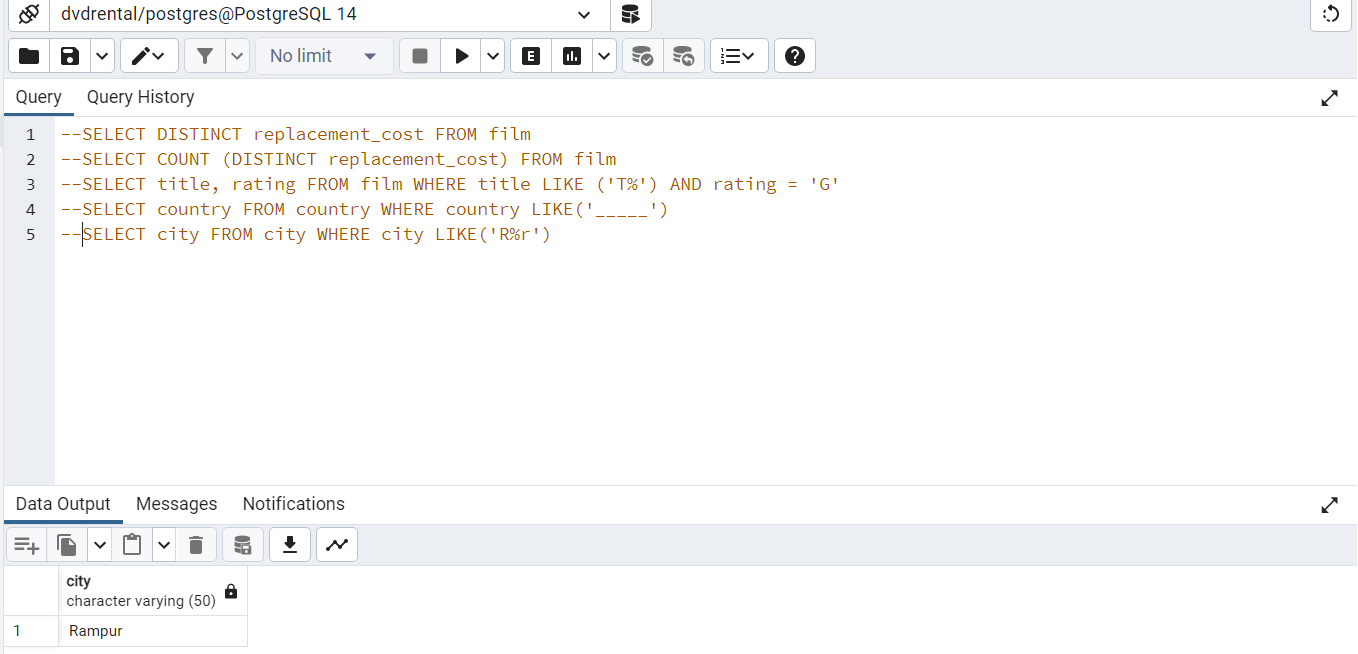 dvdrental/postgres@PostgreSQL 14
No limit
E
Query Query History
1 --SELECT DISTINCT replacement_cost FROM film
2 --SELECT COUNT (DISTINCT replacement_cost) FROM film
3 --SELECT title, rating FROM film WHERE title LIKE ('T%') AND rating = 'G'
4 --SELECT country FROM country WHERE country LIKE('_____')
5 --SELECT city FROM city WHERE city LIKE('R%r')
Data Output Messages Notifications
city
character varying (50)
1 Rampur